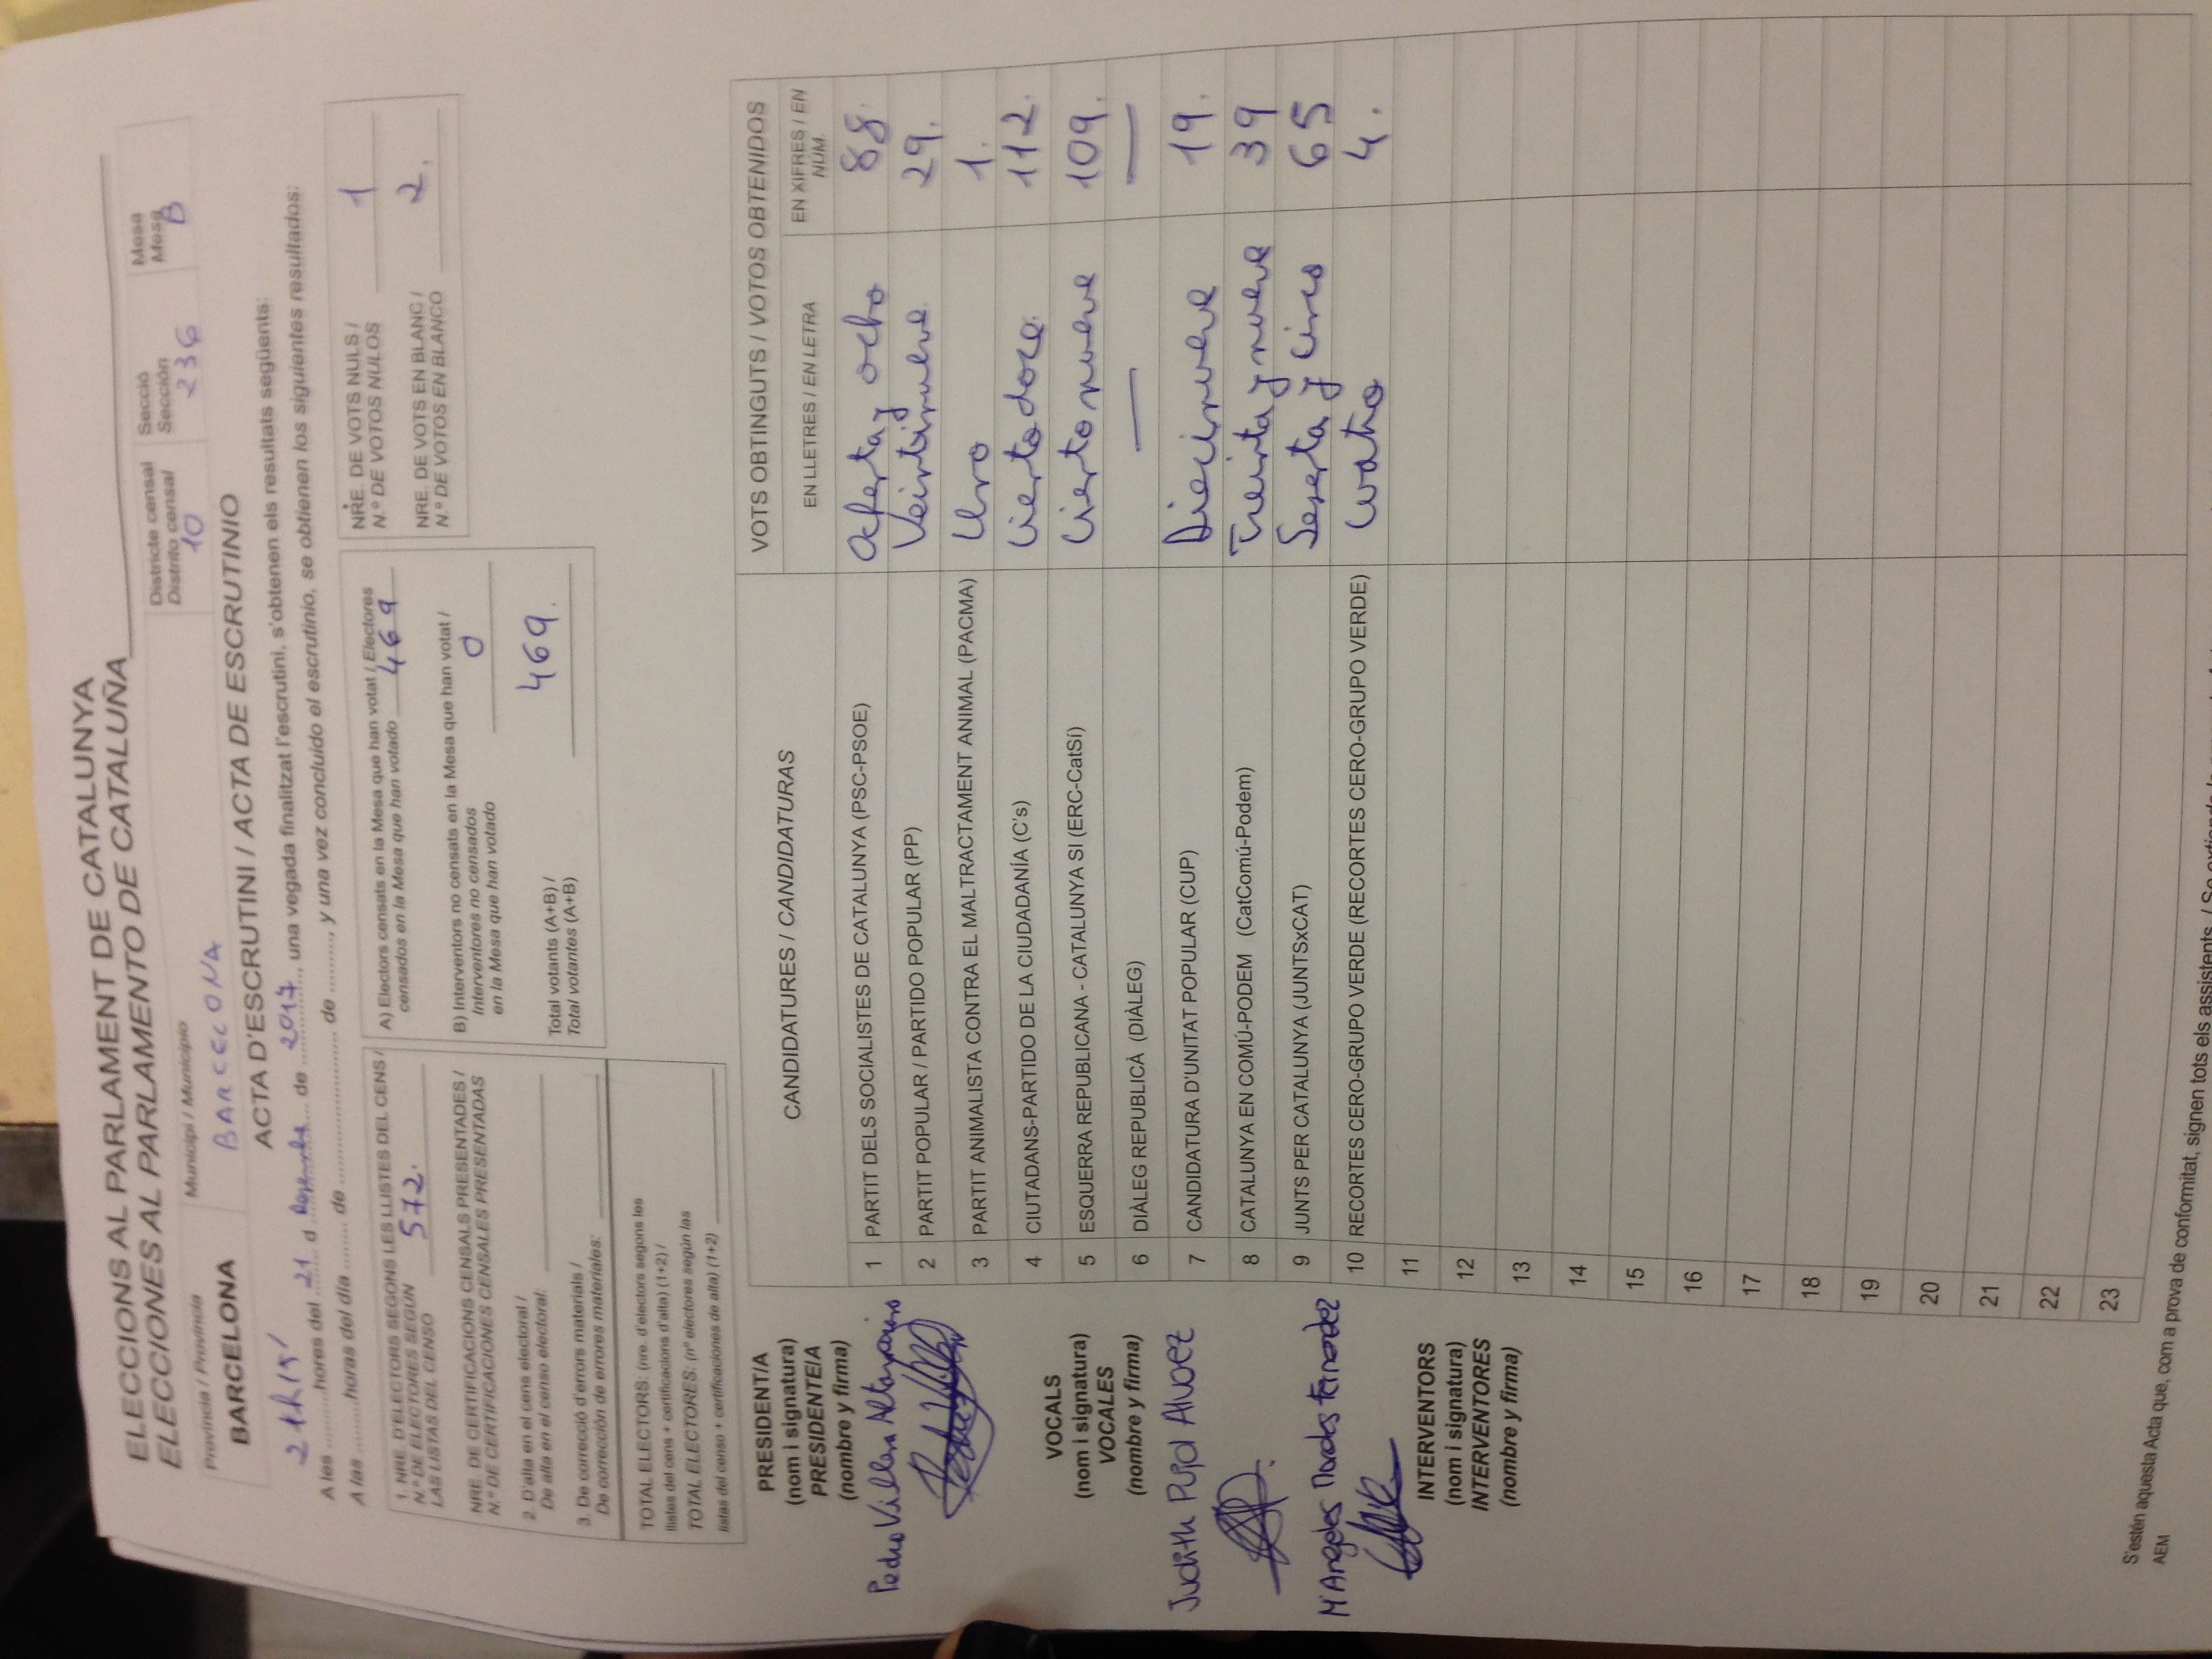 ELECCIONS AL PARLAMENT DE CATALUNYA
ELECCIONES AL PARLAMENTO DE CATALUÑA
Província / Provincia
BARCELONA
Municipi / Municipio
BARCELONA
Districte censal
Distrito censal
10
Secció
Sección
236
Mesa
Mesa
B
ACTA D'ESCRUTINI / ACTA DE ESCRUTINIO
A les 21h15' hores del 21 d de 2017, una vegada finalitzat l'escrutini, s'obtenen els resultats següents:
A las ......... horas del día ......... de ......................... de ........., y una vez concluido el escrutinio, se obtienen los siguientes resultados:
1. NRE. D'ELECTORS SEGONS LES LLISTES DEL CENS /
N.º DE ELECTORES SEGÚN
LAS LISTAS DEL CENSO
572.
NRE. DE CERTIFICACIONS CENSALS PRESENTADES /
N.º DE CERTIFICACIONES CENSALES PRESENTADAS
2. D'alta en el cens electoral /
De alta en el censo electoral:
3. De correcció d'errors materials /
De corrección de errores materiales:
TOTAL ELECTORS: (nre. d'electors segons les
llistes del cens + certificacions d'alta) (1+2) /
TOTAL ELECTORES: (nº electores según las
listas del censo + certificaciones de alta) (1+2)
A) Electors censats en la Mesa que han votat / Electores
censados en la Mesa que han votado 469
B) Interventors no censats en la Mesa que han votat /
Interventores no censados
en la Mesa que han votado
0
Total votants (A+B) /
Total votantes (A+B)
469.
NRE. DE VOTS NULS /
N.º DE VOTOS NULOS
1
NRE. DE VOTS EN BLANC /
N.º DE VOTOS EN BLANCO
2.
PRESIDENT/A
(nom i signatura)
PRESIDENTE/A
(nombre y firma)
VOCALS
(nom i signatura)
VOCALES
(nombre y firma)
Judith Pujol Alvarez
INTERVENTORS
(nom i signatura)
INTERVENTORES
(nombre y firma)
CANDIDATURES / CANDIDATURAS
VOTS OBTINGUTS / VOTOS OBTENIDOS
EN LLETRES / EN LETRA
EN XIFRES / EN NÚM.
1 PARTIT DELS SOCIALISTES DE CATALUNYA (PSC-PSOE) Ochenta y ocho 88.
2 PARTIT POPULAR / PARTIDO POPULAR (PP) Veintinueve 29.
3 PARTIT ANIMALISTA CONTRA EL MALTRACTAMENT ANIMAL (PACMA) Uno 1.
4 CIUTADANS-PARTIDO DE LA CIUDADANÍA (C's) Ciento doce. 112.
5 ESQUERRA REPUBLICANA - CATALUNYA SI (ERC-CatSí) Ciento nueve 109.
6 DIÀLEG REPUBLICÀ (DIÀLEG) — —
7 CANDIDATURA D'UNITAT POPULAR (CUP) Diecinueve 19.
8 CATALUNYA EN COMÚ-PODEM (CatComú-Podem) Treinta y nueve 39
9 JUNTS PER CATALUNYA (JUNTSxCAT) Sesenta y cinco 65
10 RECORTES CERO-GRUPO VERDE (RECORTES CERO-GRUPO VERDE) Cuatro 4.
11
12
13
14
15
16
17
18
19
20
21
22
23
S'estén aquesta Acta que, com a prova de conformitat, signen tots els assistents. / Se extiende
AEM